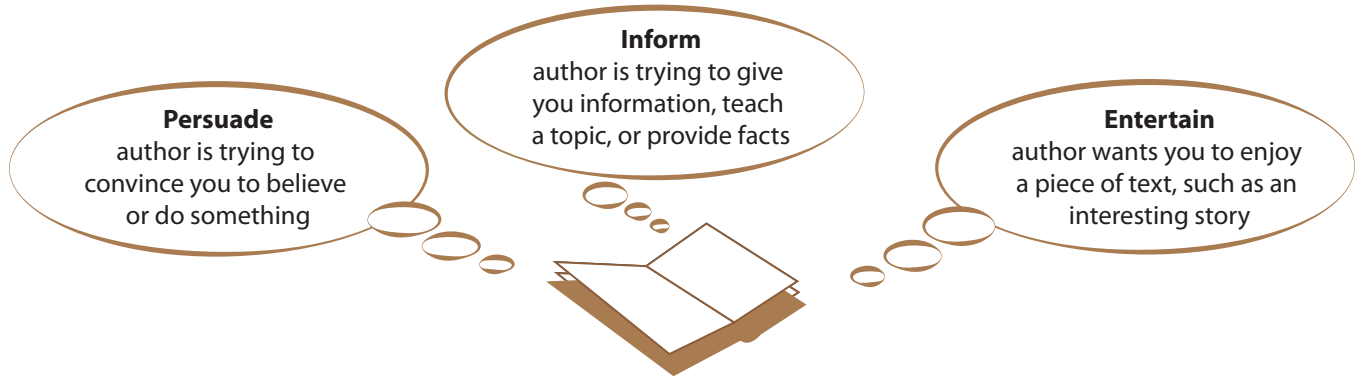 Persuade
author is trying to
convince you to believe
or do something
Inform
author is trying to give
you information, teach
a topic, or provide facts
Entertain
author wants you to enjoy
a piece of text, such as an
interesting story